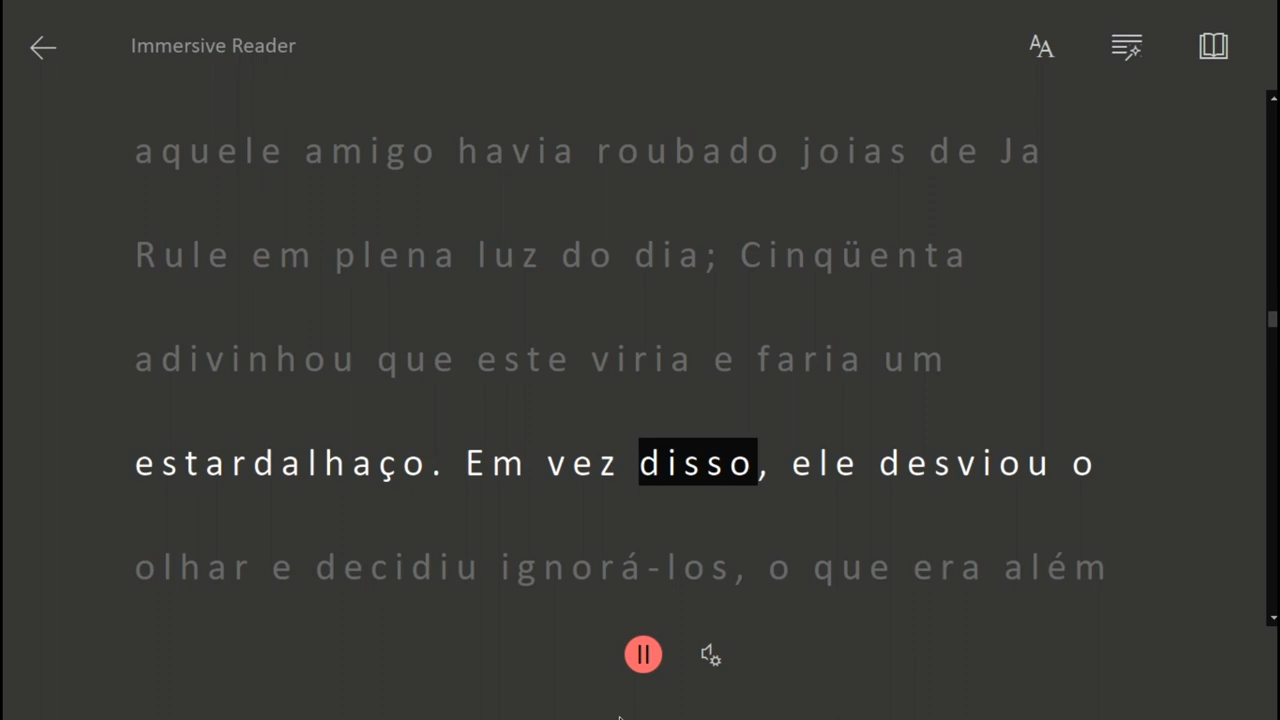 Immersive Reader
aquele amigo havia roubado joias de Ja
Rule em plena luz do dia; Cinqüenta
adivinhou que este viria e faria um
estardalhaço. Em vez disso, ele desviou o
olhar e decidiu ignorá-los, o que era além